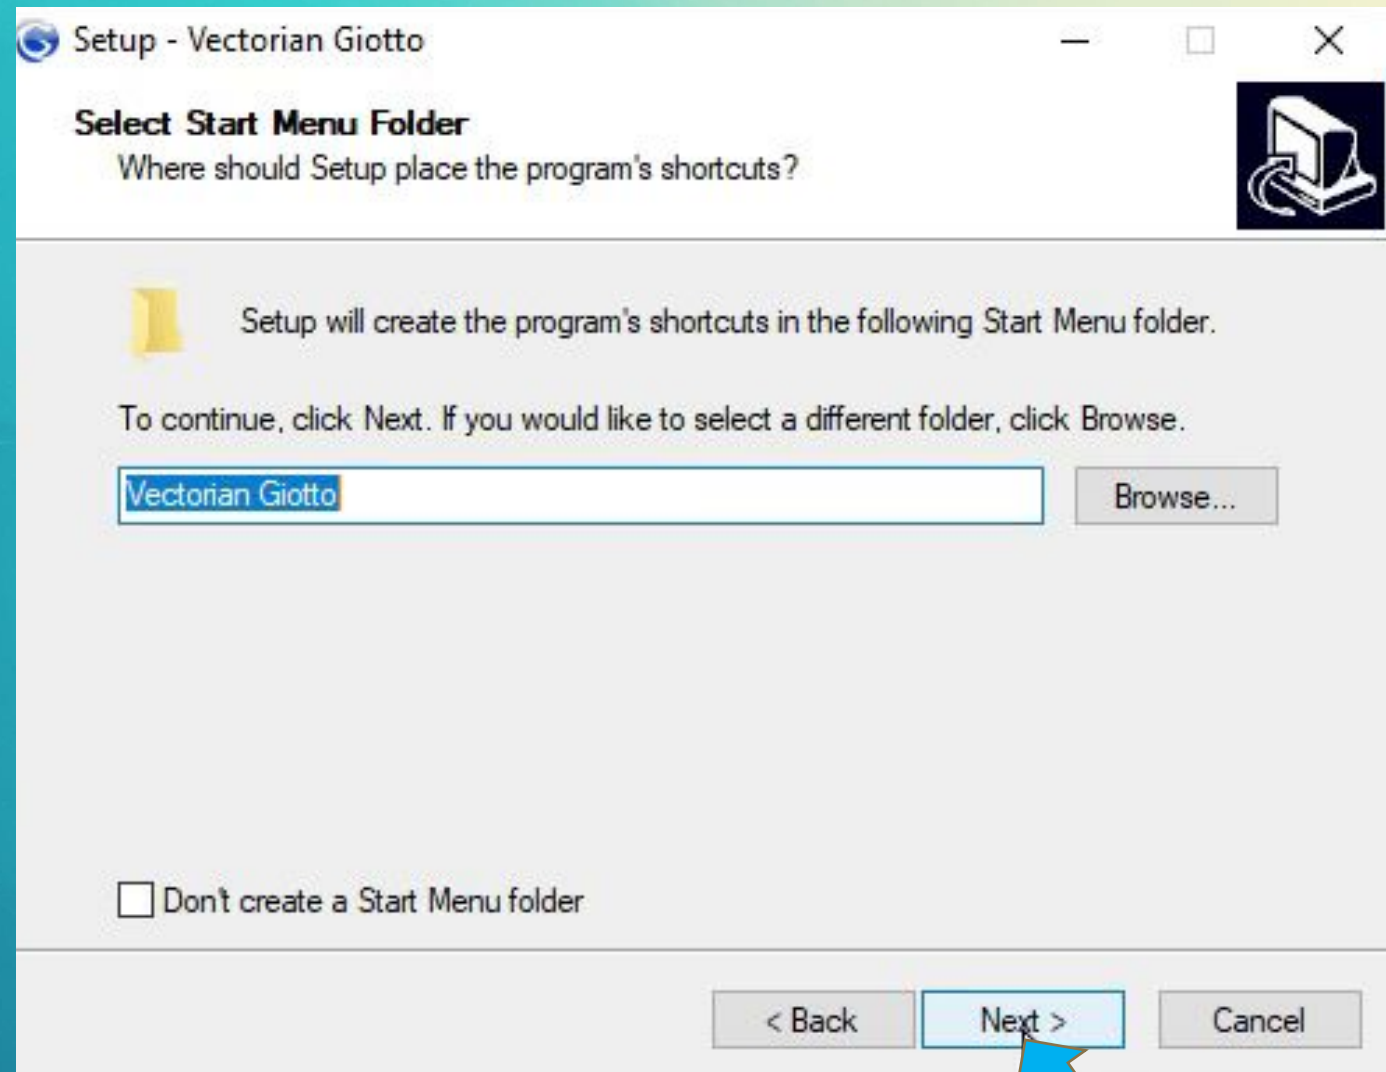 Setup - Vectorian Giotto
Select Start Menu Folder
Where should Setup place the program's shortcuts?
Setup will create the program's shortcuts in the following Start Menu folder.
To continue, click Next. If you would like to select a different folder, click Browse.
Vectorian Giotto
Browse...
Don't create a Start Menu folder
< Back
Next >
Cancel